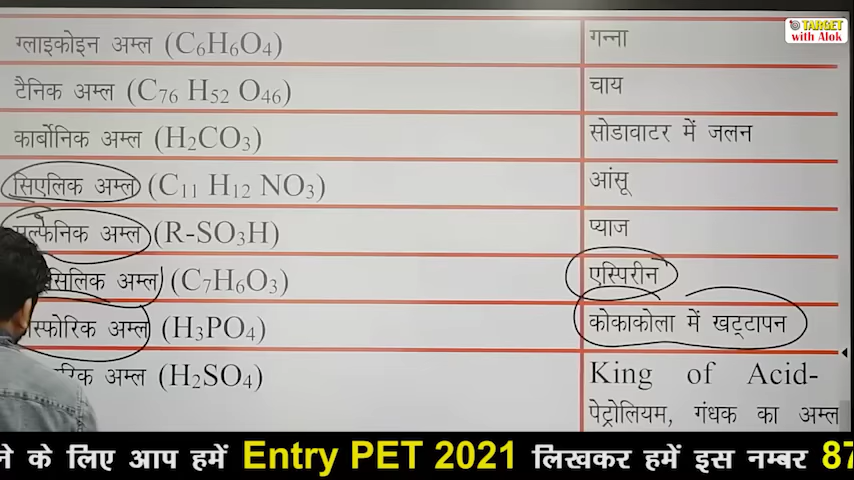 TARGET
with Alok
ग्लाइकोइन अम्ल (C₆H₆O₄) गन्ना
टैनिक अम्ल (C₇₆ H₅₂ O₄₆) चाय
कार्बोनिक अम्ल (H₂CO₃) सोडावाटर में जलन
सिएलिक अम्ल (C₁₁ H₁₂ NO₃) आंसू
अम्ल (R-SO₃H) प्याज
अम्ल (C₇H₆O₃) एस्पिरीन
अम्ल (H₃PO₄) कोकाकोला में खट्टापन
अम्ल (H₂SO₄) King of Acid-
पेट्रोलियम, गंधक का अम्ल
ने के लिए आप हमें Entry PET 2021 लिखकर हमें इस नम्बर 87